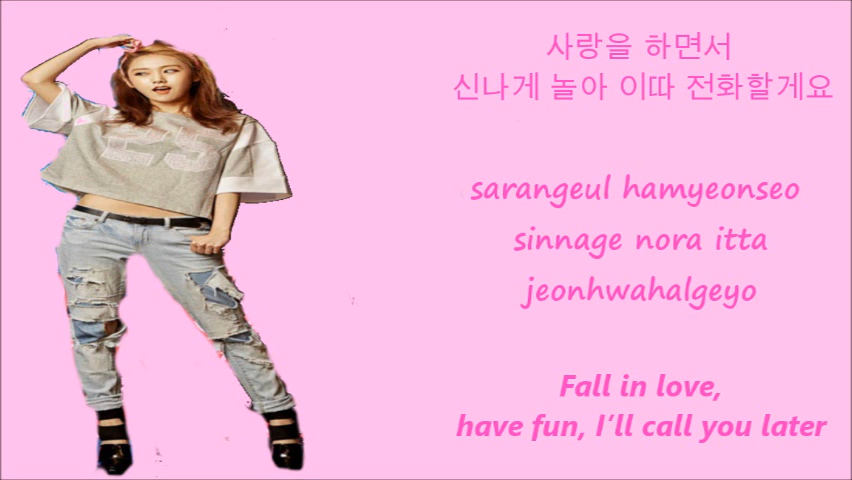 사랑을 하면서
신나게 놀아 이따 전화할게요
sarangeul hamyeonseo
sinnage nora itta
jeonhwahalgeyo
Fall in love,
have fun, I'll call you later